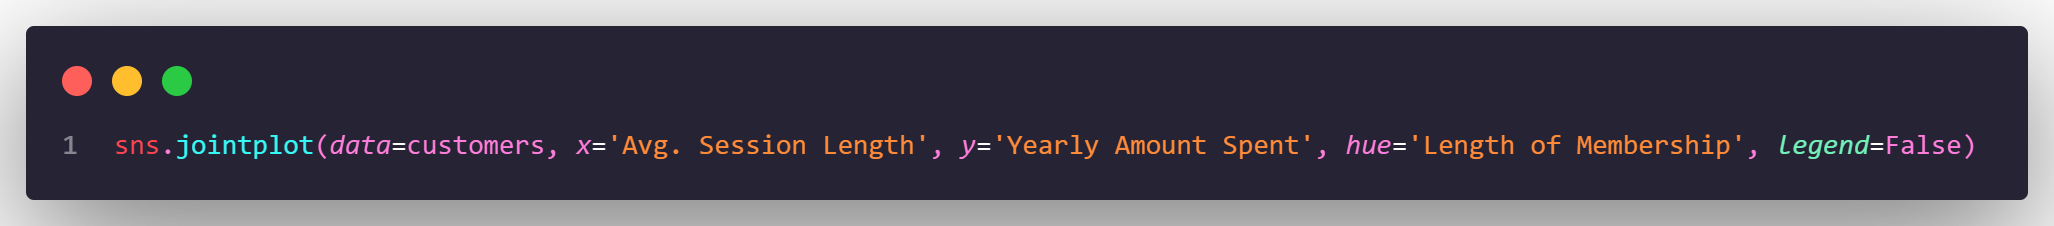 1 sns.jointplot(data=customers, x='Avg. Session Length', y='Yearly Amount Spent', hue='Length of Membership', legend=False)